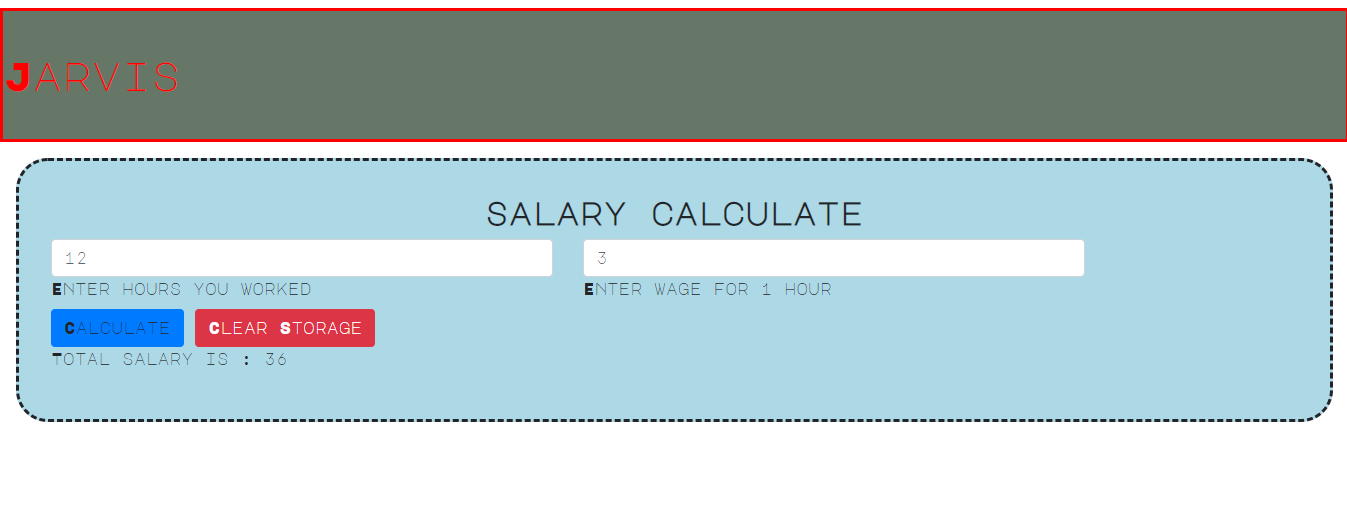 JARVIS
SALARY CALCULATE
12 3
ENTER HOURS YOU WORKED ENTER WAGE FOR 1 HOUR
CALCULATE CLEAR STORAGE
TOTAL SALARY IS : 36